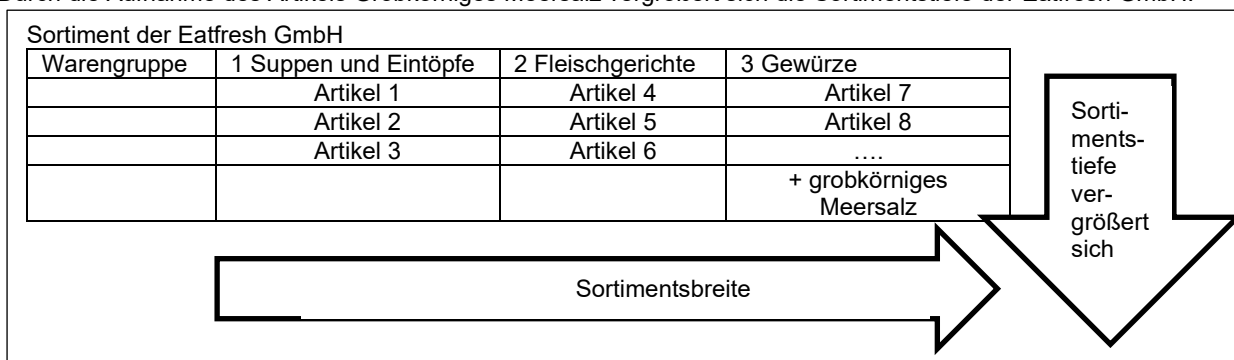 Durch die Aufnahme des Artikels Grobkörniges Meersalz vergrößert sich die Sortimentstiefe der Eatfresh GmbH.
Sortiment der Eatfresh GmbH
Warengruppe 1 Suppen und Eintöpfe 2 Fleischgerichte 3 Gewürze
Artikel 1 Artikel 4 Artikel 7
Artikel 2 Artikel 5 Artikel 8
Artikel 3 Artikel 6 ….
+ grobkörniges
Meersalz
Sorti-
ments-
tiefe
ver-
größert
sich
Sortimentsbreite